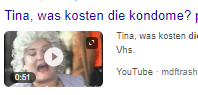 Tina, was kosten die kondome? p
Tina, was kosten die
Vhs.
0:51
YouTube · mdftrash